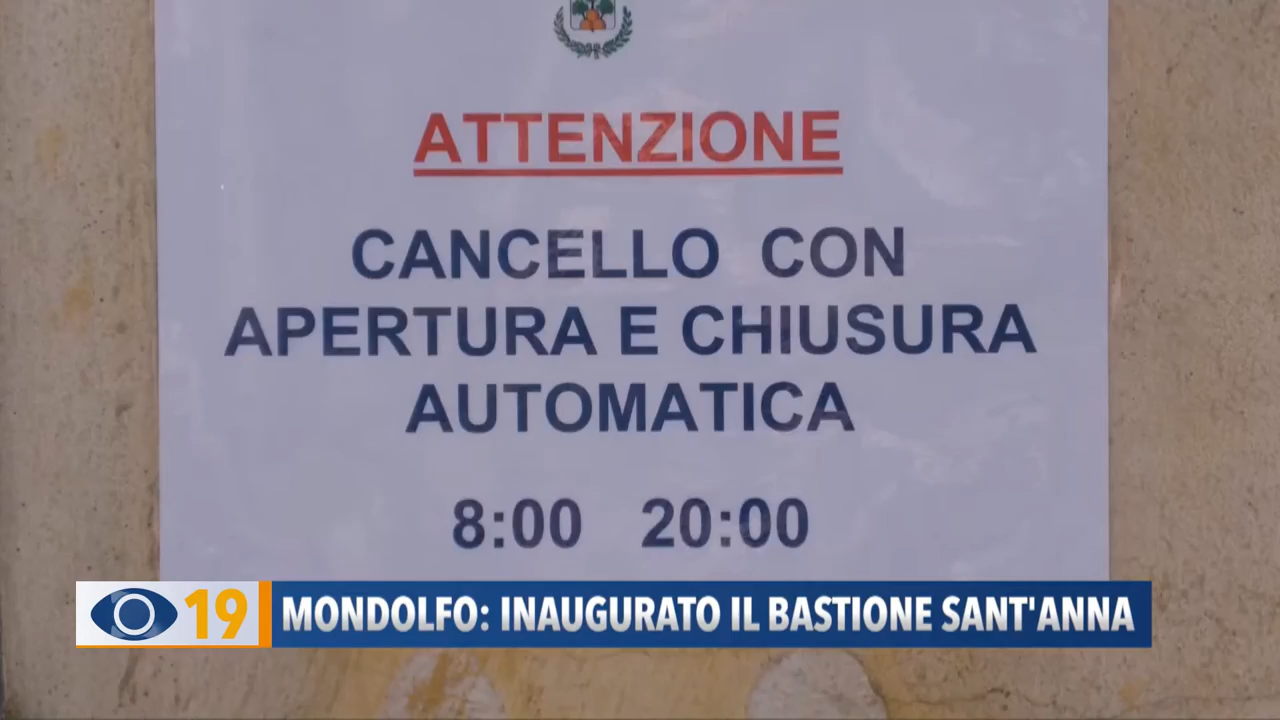 ATTENZIONE
CANCELLO CON
APERTURA E CHIUSURA
AUTOMATICA
8:00 20:00
19 MONDOLFO: INAUGURATO IL BASTIONE SANT'ANNA